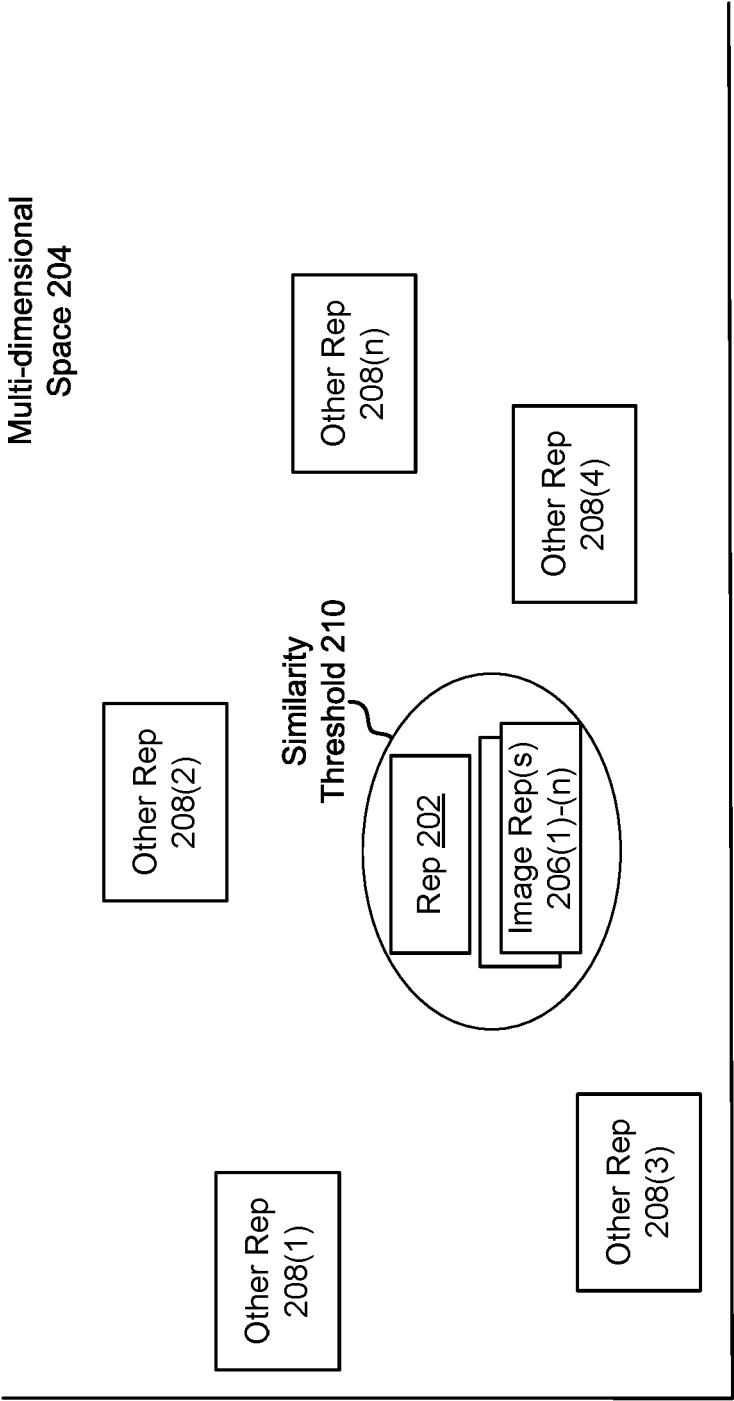 Multi-dimensional
Space 204
Other Rep
208(2)
Other Rep
208(1)
Similarity
Threshold 210
Other Rep
208(n)
Rep 202
Image Rep(s)
206(1)-(n)
Other Rep
208(4)
Other Rep
208(3)